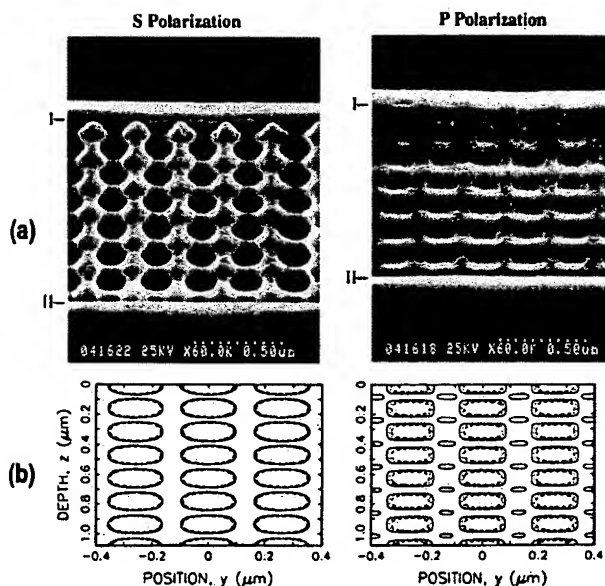 S Polarization
P Polarization
I
I
(a)
II
II
041622 25KV X60.0K 0.50um
041618 25KV X60.0K 0.50um
(b)
DEPTH, z (μm)
0
0.2
0.4
0.6
0.8
1.0
-0.4 -0.2 0 0.2 0.4
POSITION, y (μm)
0
0.2
0.4
0.6
0.8
1.0
-0.4 -0.2 0 0.2 0.4
POSITION, y (μm)